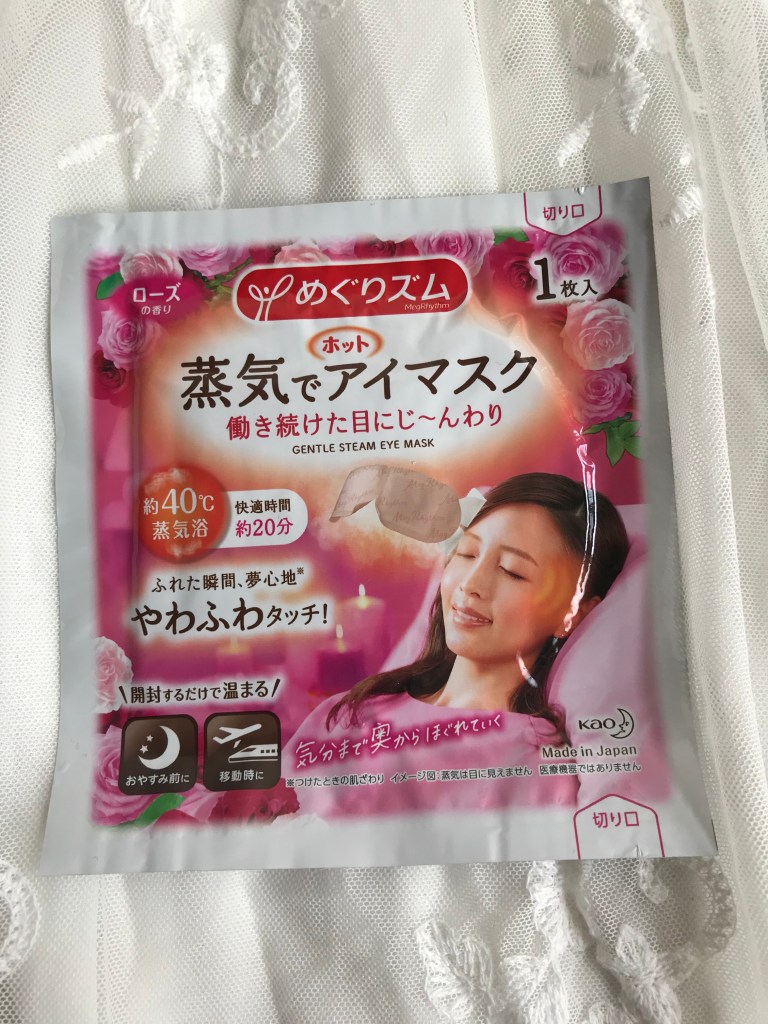 切り口
ローズ
の香り
めぐりズム
MegRhythm
1枚入
ホット
蒸気でアイマスク
働き続けた目にじ〜んわり
GENTLE STEAM EYE MASK
約40℃
蒸気浴
快適時間
約20分
ふれた瞬間、夢心地※
やわふわタッチ!
\開封するだけで温まる/
おやすみ前に
移動時に
気分まで奥からほぐれていく
Kao
Made in Japan
※つけたときの肌ざわり イメージ図:蒸気は目に見えません 医療機器ではありません
切り口